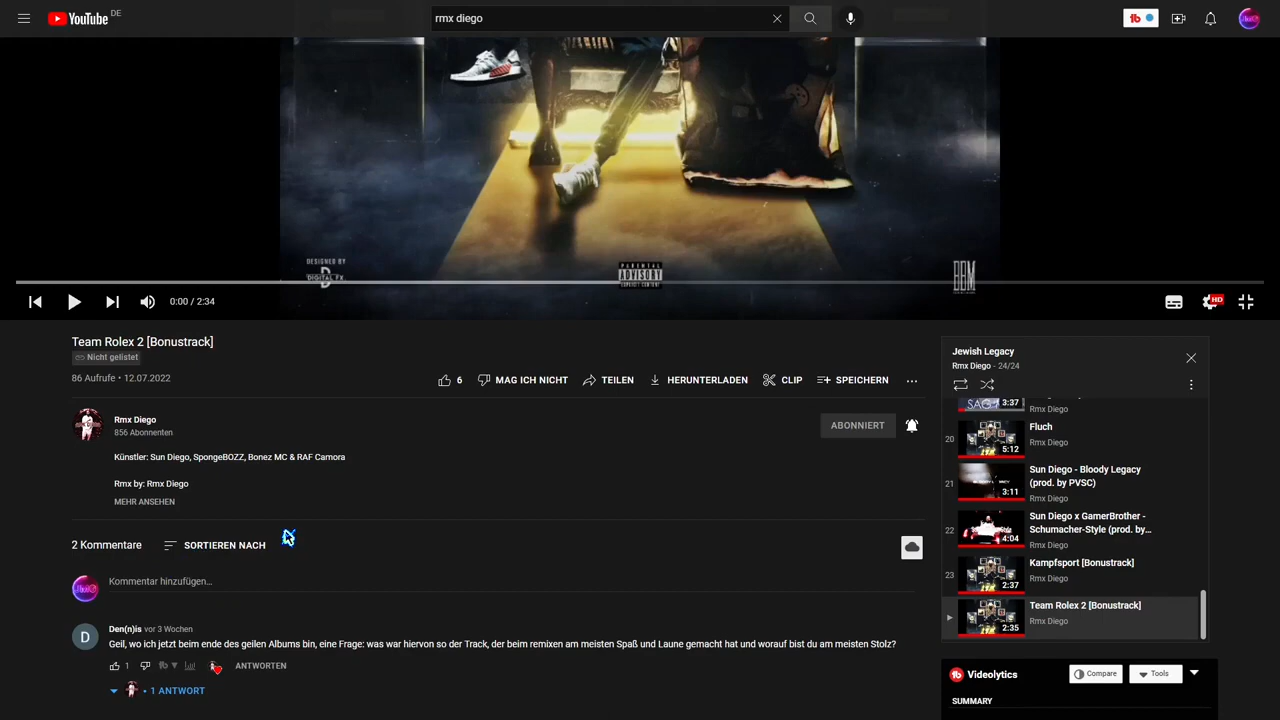 YouTube DE
rmx diego
DESIGNED BY
DIGITAL FX
PARENTAL
ADVISORY
EXPLICIT CONTENT
BBM
0:00 / 2:34
HD
Team Rolex 2 [Bonustrack]
Nicht gelistet
86 Aufrufe • 12.07.2022
6
MAG ICH NICHT
TEILEN
HERUNTERLADEN
CLIP
SPEICHERN
Rmx Diego
856 Abonnenten
ABONNIERT
Künstler: Sun Diego, SpongeBOZZ, Bonez MC & RAF Camora
Rmx by: Rmx Diego
MEHR ANSEHEN
2 Kommentare
SORTIEREN NACH
Kommentar hinzufügen...
D
Den(n)is vor 3 Wochen
Geil, wo ich jetzt beim ende des geilen Albums bin, eine Frage: was war hiervon so der Track, der beim remixen am meisten Spaß und Laune gemacht hat und worauf bist du am meisten Stolz?
1
ANTWORTEN
• 1 ANTWORT
Jewish Legacy
Rmx Diego - 24/24
3:37
Rmx Diego
20
5:12
Fluch
Rmx Diego
21
3:11
Sun Diego - Bloody Legacy
(prod. by PVSC)
Rmx Diego
22
4:04
Sun Diego x GamerBrother -
Schumacher-Style (prod. by...
Rmx Diego
23
2:37
Kampfsport [Bonustrack]
Rmx Diego
2:35
Team Rolex 2 [Bonustrack]
Rmx Diego
Videolytics
Compare
Tools
SUMMARY